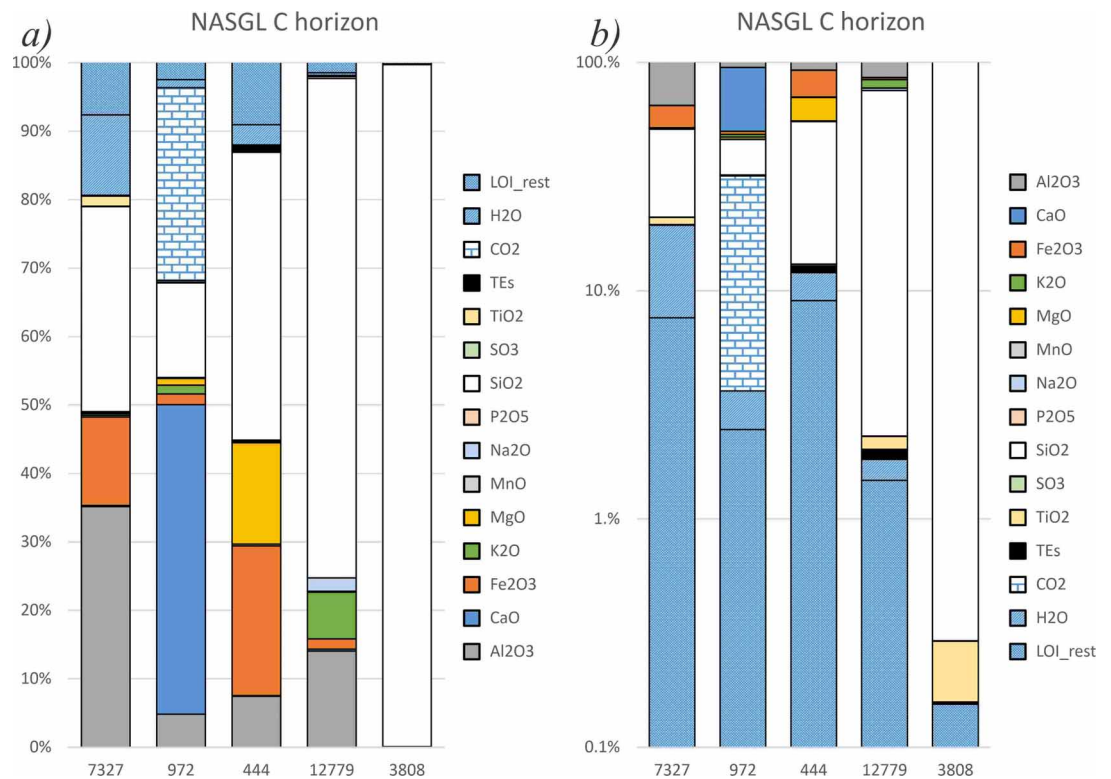 a)
NASGL C horizon
100%
90%
80%
70%
60%
50%
40%
30%
20%
10%
0%
7327 972 444 12779 3808
LOI_rest
H2O
CO2
TEs
TiO2
SO3
SiO2
P2O5
Na2O
MnO
MgO
K2O
Fe2O3
CaO
Al2O3
b)
NASGL C horizon
100.%
10.%
1.%
0.1%
7327 972 444 12779 3808
Al2O3
CaO
Fe2O3
K2O
MgO
MnO
Na2O
P2O5
SiO2
SO3
TiO2
TEs
CO2
H2O
LOI_rest